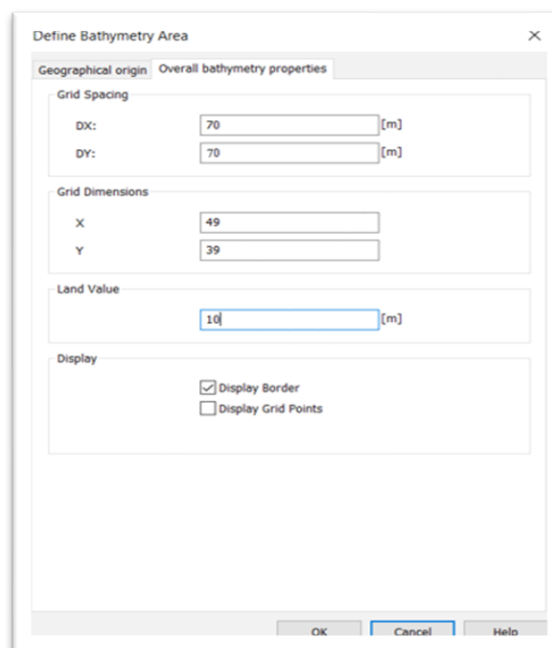 Define Bathymetry Area
Geographical origin Overall bathymetry properties
Grid Spacing
DX: 70 [m]
DY: 70 [m]
Grid Dimensions
X 49
Y 39
Land Value
10 [m]
Display
Display Border
Display Grid Points
OK Cancel Help